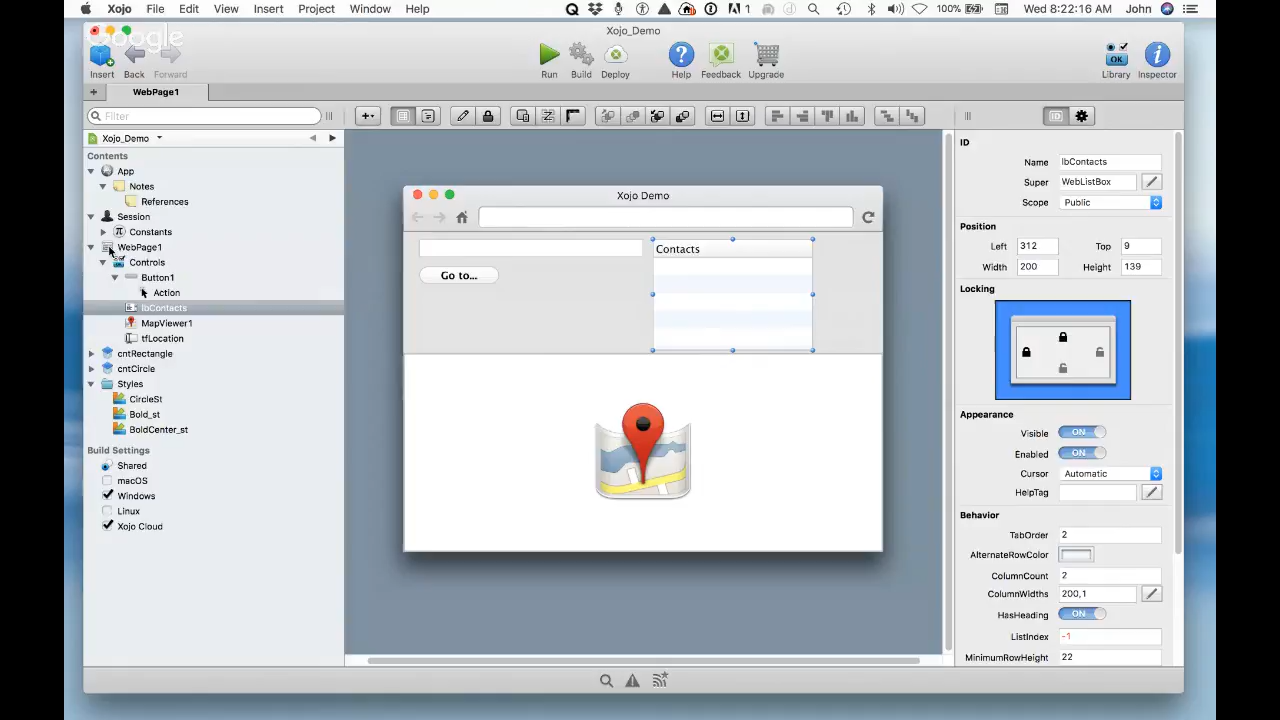 Xojo File Edit View Insert Project Window Help
1 100% Wed 8:22:16 AM John
Google
Xojo_Demo
Insert Back Forward Run Build Deploy Help Feedback Upgrade OK Library Inspector
WebPage1
Filter
Xojo_Demo
Contents
App
Notes
References
Session
Constants
WebPage1
Controls
Button1
Action
lbContacts
MapViewer1
tfLocation
cntRectangle
cntCircle
Styles
CircleSt
Bold_st
BoldCenter_st
Build Settings
Shared
macOS
Windows
Linux
Xojo Cloud
Xojo Demo
Contacts
Go to...
ID
Name lbContacts
Super WebListBox
Scope Public
Position
Left 312 Top 9
Width 200 Height 139
Locking
Appearance
Visible ON
Enabled ON
Cursor Automatic
HelpTag
Behavior
TabOrder 2
AlternateRowColor
ColumnCount 2
ColumnWidths 200,1
HasHeading ON
ListIndex -1
MinimumRowHeight 22